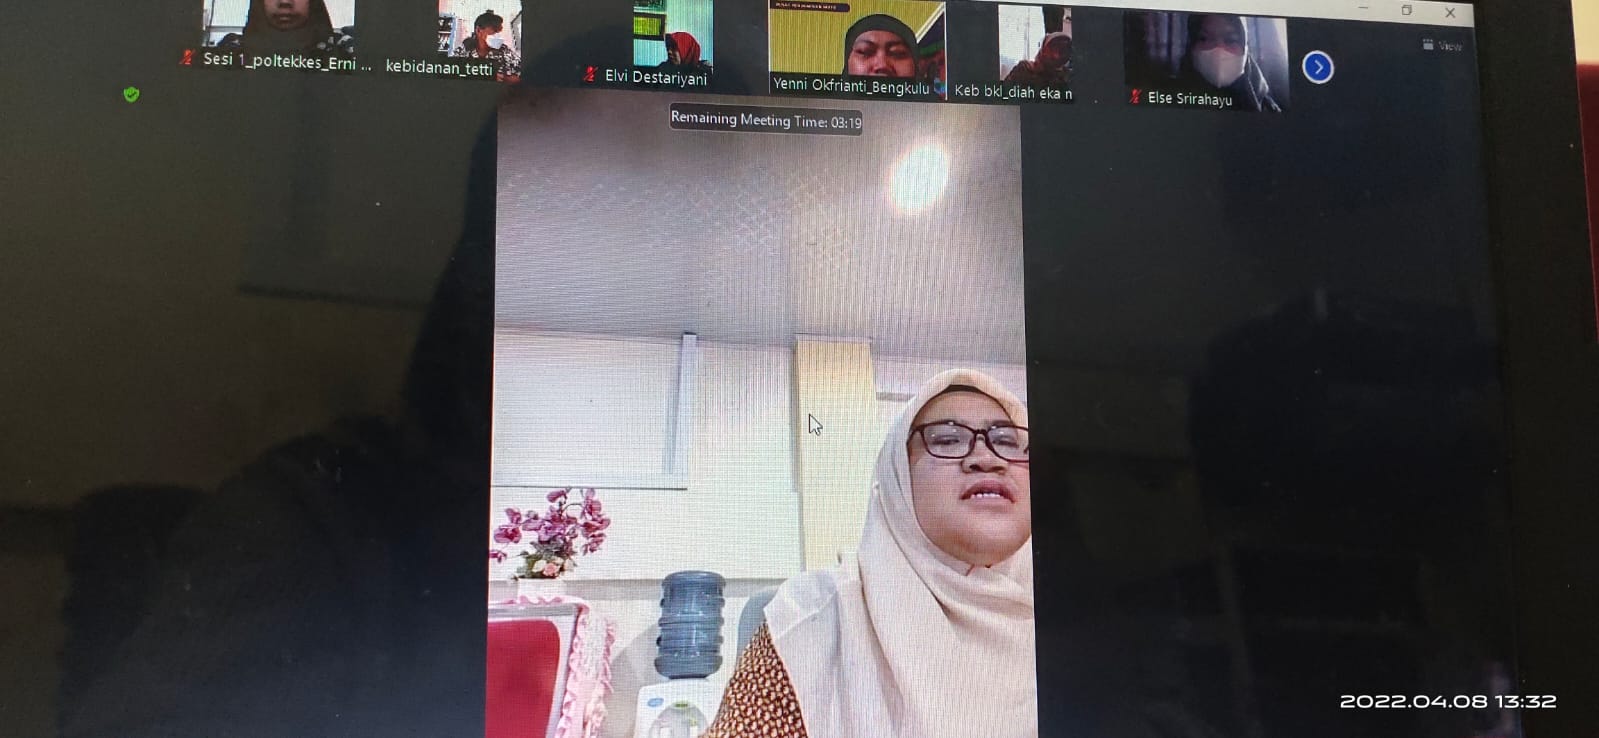 Sesi 1_poltekkes_Erni ...
kebidanan_tetti
Elvi Destariyani
Yenni Okfrianti_Bengkulu
Keb bkl_diah eka n
Else Srirahayu
View
Remaining Meeting Time: 03:19
2022.04.08 13:32